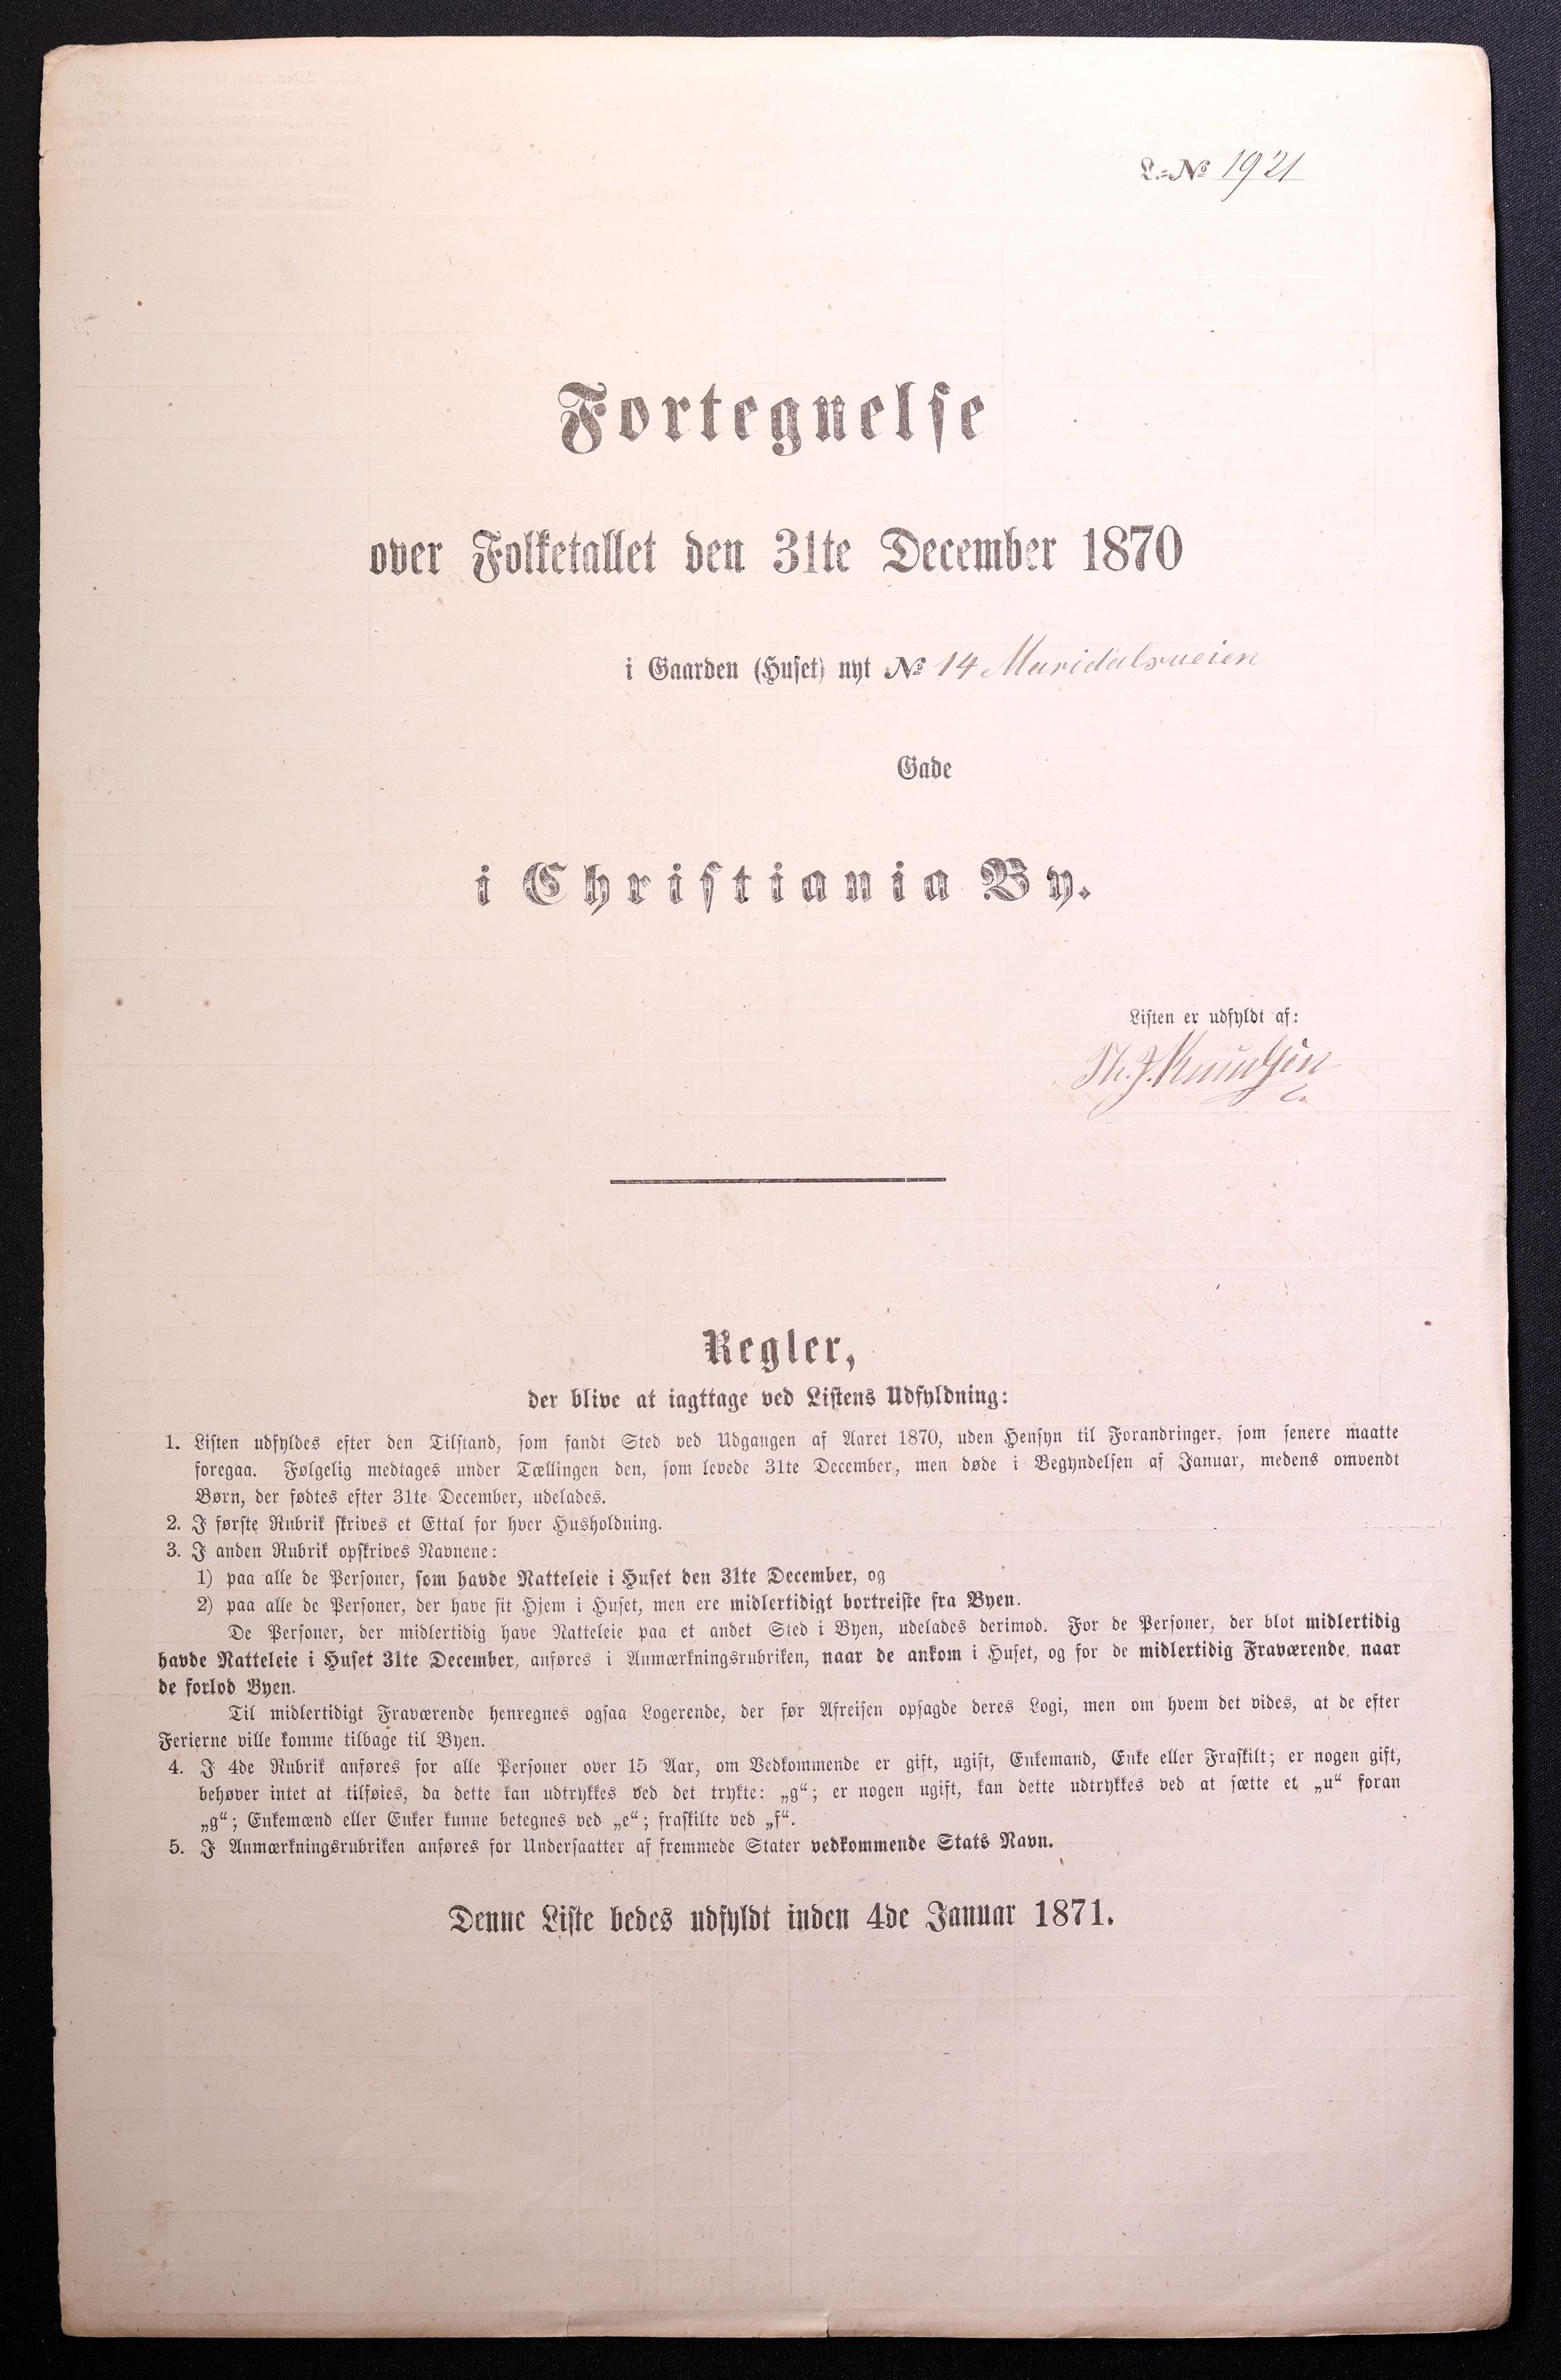 L.=№ 1921
Fortegnelse
over Folketallet den 31te December 1870
i Gaarden (Huset) nyt № 14 Maridalsveien
Gade
i Christiania By.
Listen er udfyldt af:
Th. J. Knudsen
Regler,
der blive at iagttage ved Listens Udfyldning:
1. Listen udfyldes efter den Tilstand, som fandt Sted ved Udgangen af Aaret 1870, uden Hensyn til Forandringer, som senere maatte
foregaa. Følgelig medtages under Tællingen den, som levede 31te December, men døde i Begyndelsen af Januar, medens omvendt
Børn, der fødtes efter 31te December, udelades.
2. I første Rubrik skrives et Ettal for hver Husholdning.
3. I anden Rubrik opskrives Navnene:
1) paa alle de Personer, som havde Natteleie i Huset den 31te December, og
2) paa alle de Personer, der have sit Hjem i Huset, men ere midlertidigt bortreiste fra Byen.
De Personer, der midlertidig have Natteleie paa et andet Sted i Byen, udelades derimod. For de Personer, der blot midlertidig
havde Natteleie i Huset 31te December, anføres i Anmærkningsrubriken, naar de ankom i Huset, og for de midlertidig Fraværende, naar
de forlod Byen.
Til midlertidigt Fraværende henregnes ogsaa Logerende, der før Afreisen opsagde deres Logi, men om hvem det vides, at de efter
Ferierne ville komme tilbage til Byen.
4. I 4de Rubrik anføres for alle Personer over 15 Aar, om Vedkommende er gift, ugift, Enkemand, Enke eller Fraskilt; er nogen gift,
behøver intet at tilføies, da dette kan udtrykkes ved det trykte: „g“; er nogen ugift, kan dette udtrykkes ved at sætte et „u“ foran
„g“; Enkemænd eller Enker kunne betegnes ved „e“; fraskilte ved „f“.
5. I Anmærkningsrubriken anføres for Undersaatter af fremmede Stater vedkommende Stats Navn.
Denne Liste bedes udfyldt inden 4de Januar 1871.